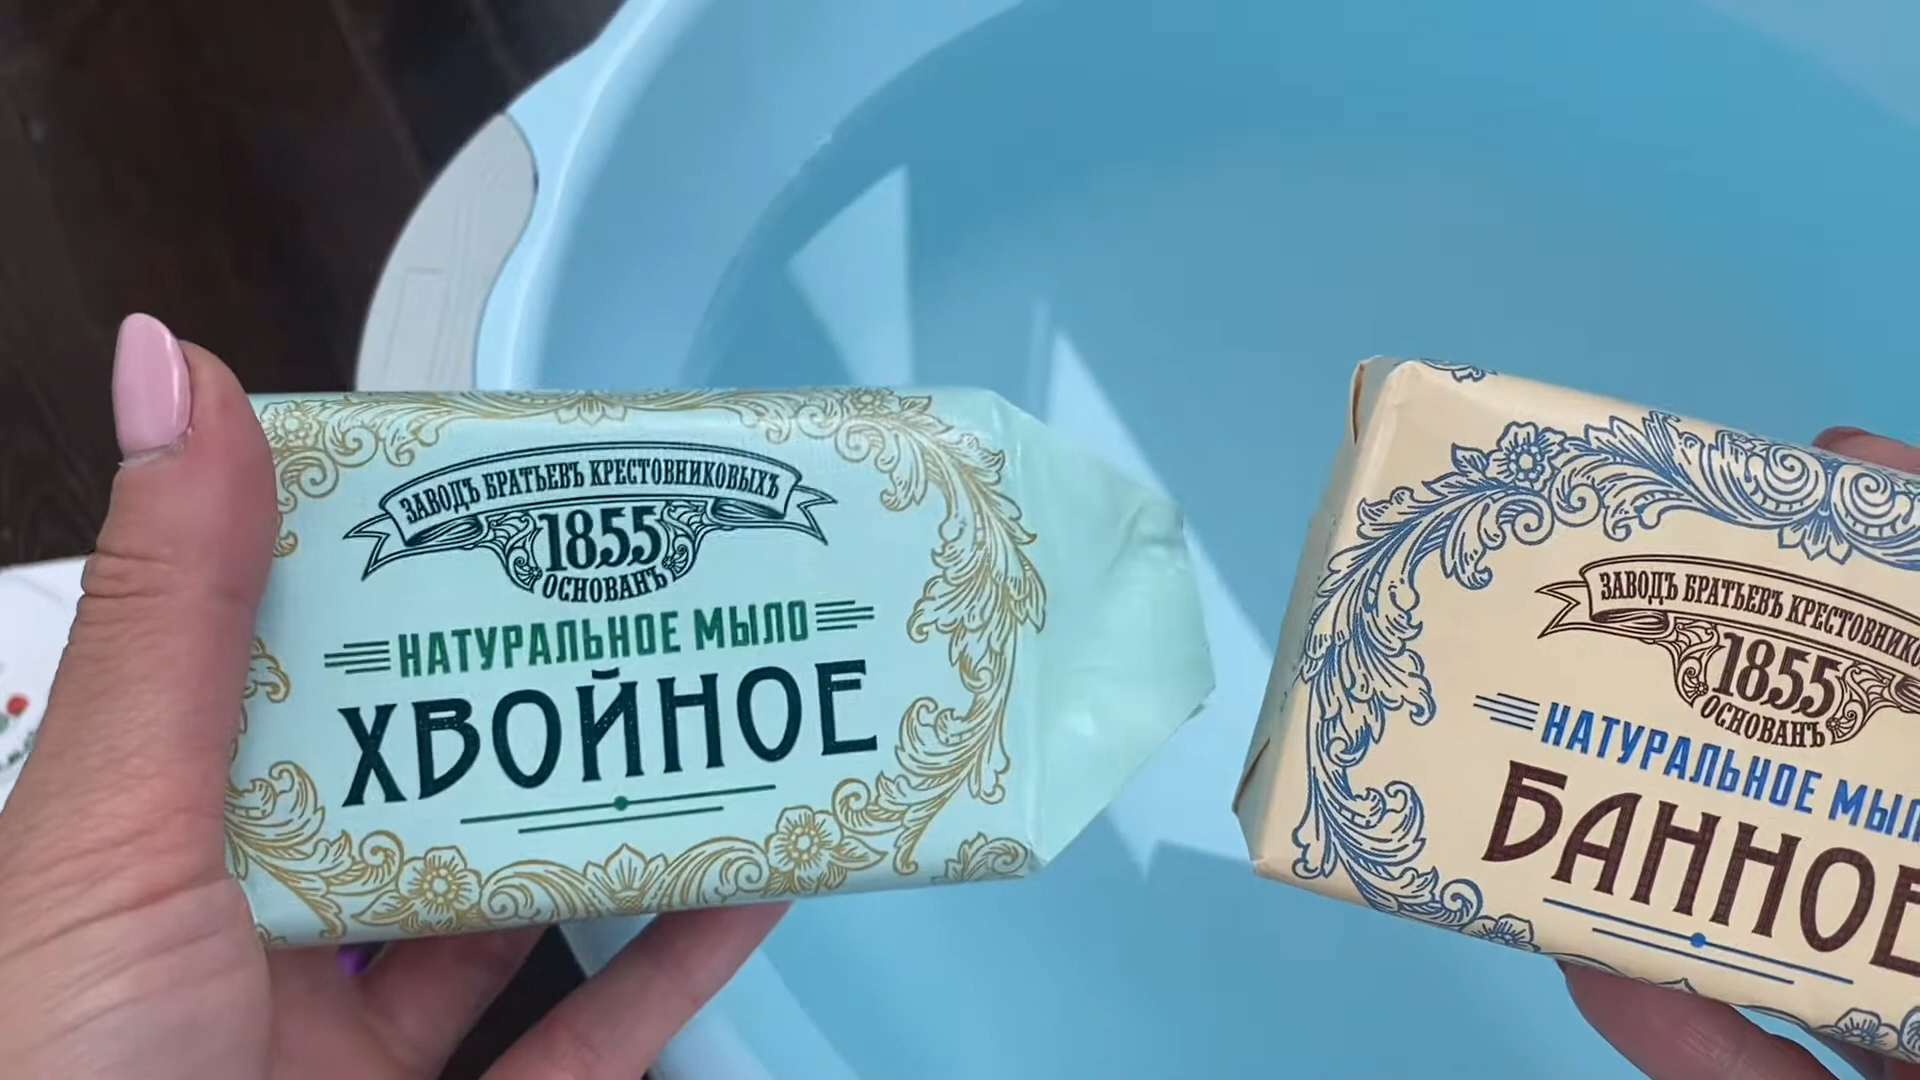 ЗАВОДЪ БРАТЬЕВЪ КРЕСТОВНИКОВЫХЪ
1855
ОСНОВАНЪ
НАТУРАЛЬНОЕ МЫЛО
ХВОЙНОЕ
ЗАВОДЪ БРАТЬЕВЪ КРЕСТОВНИКО
1855
ОСНОВАНЪ
НАТУРАЛЬНОЕ МЫЛ
БАННОЕ